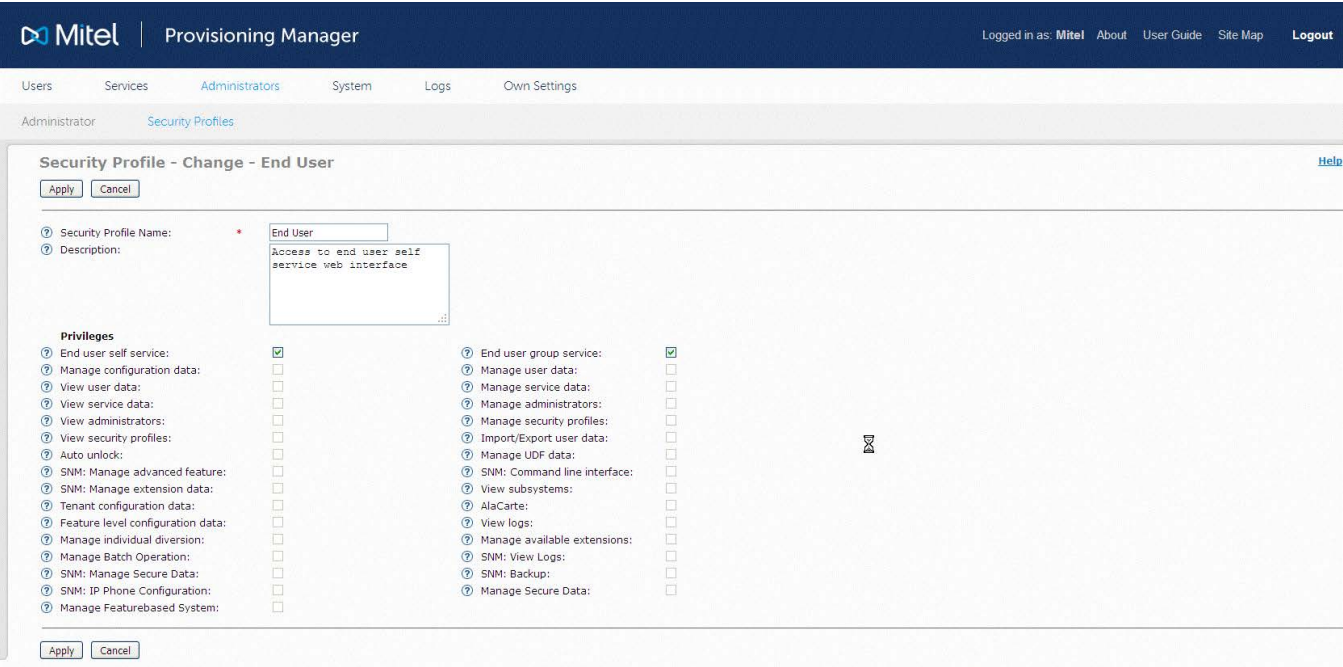 Mitel | Provisioning Manager Logged in as: Mitel About User Guide Site Map Logout
Users Services Administrators System Logs Own Settings
Administrator Security Profiles
Security Profile - Change - End User Help
Apply Cancel
? Security Profile Name: * End User
? Description: Access to end user self
service web interface
Privileges
? End user self service: ? End user group service:
? Manage configuration data: ? Manage user data:
? View user data: ? Manage service data:
? View service data: ? Manage administrators:
? View administrators: ? Manage security profiles:
? View security profiles: ? Import/Export user data:
? Auto unlock: ? Manage UDF data:
? SNM: Manage advanced feature: ? SNM: Command line interface:
? SNM: Manage extension data: ? View subsystems:
? Tenant configuration data: ? AlaCarte:
? Feature level configuration data: ? View logs:
? Manage individual diversion: ? Manage available extensions:
? Manage Batch Operation: ? SNM: View Logs:
? SNM: Manage Secure Data: ? SNM: Backup:
? SNM: IP Phone Configuration: ? Manage Secure Data:
? Manage Featurebased System:
Apply Cancel